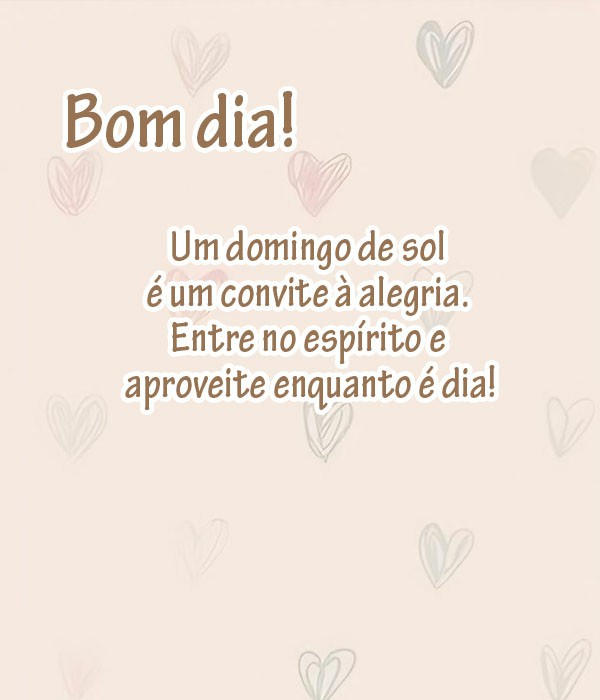 Bom dia!
Um domingo de sol
é um convite à alegria.
Entre no espírito e
aproveite enquanto é dia!